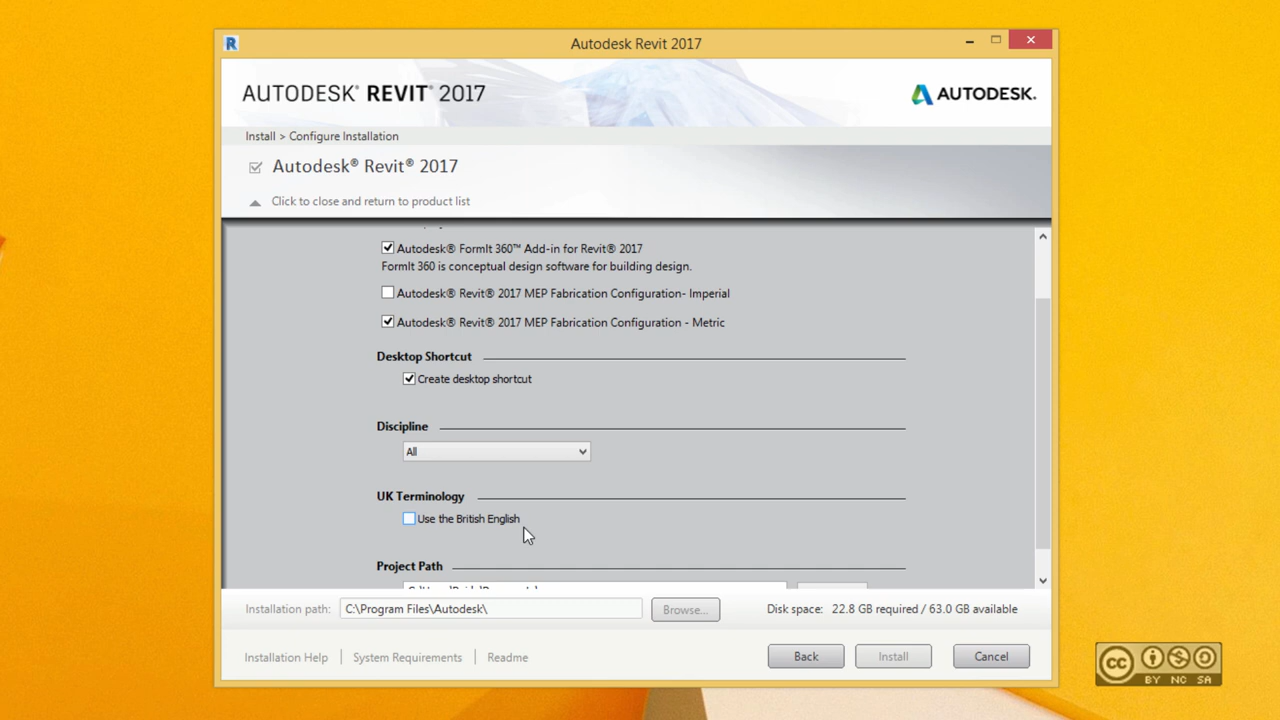 Autodesk Revit 2017
AUTODESK® REVIT® 2017
AUTODESK.
Install > Configure Installation
Autodesk® Revit® 2017
Click to close and return to product list
Autodesk® FormIt 360™ Add-in for Revit® 2017
FormIt 360 is conceptual design software for building design.
Autodesk® Revit® 2017 MEP Fabrication Configuration- Imperial
Autodesk® Revit® 2017 MEP Fabrication Configuration - Metric
Desktop Shortcut
Create desktop shortcut
Discipline
All
UK Terminology
Use the British English
Project Path
Installation path: C:\Program Files\Autodesk\ Browse... Disk space: 22.8 GB required / 63.0 GB available
Installation Help System Requirements Readme Back Install Cancel
cc BY NC SA